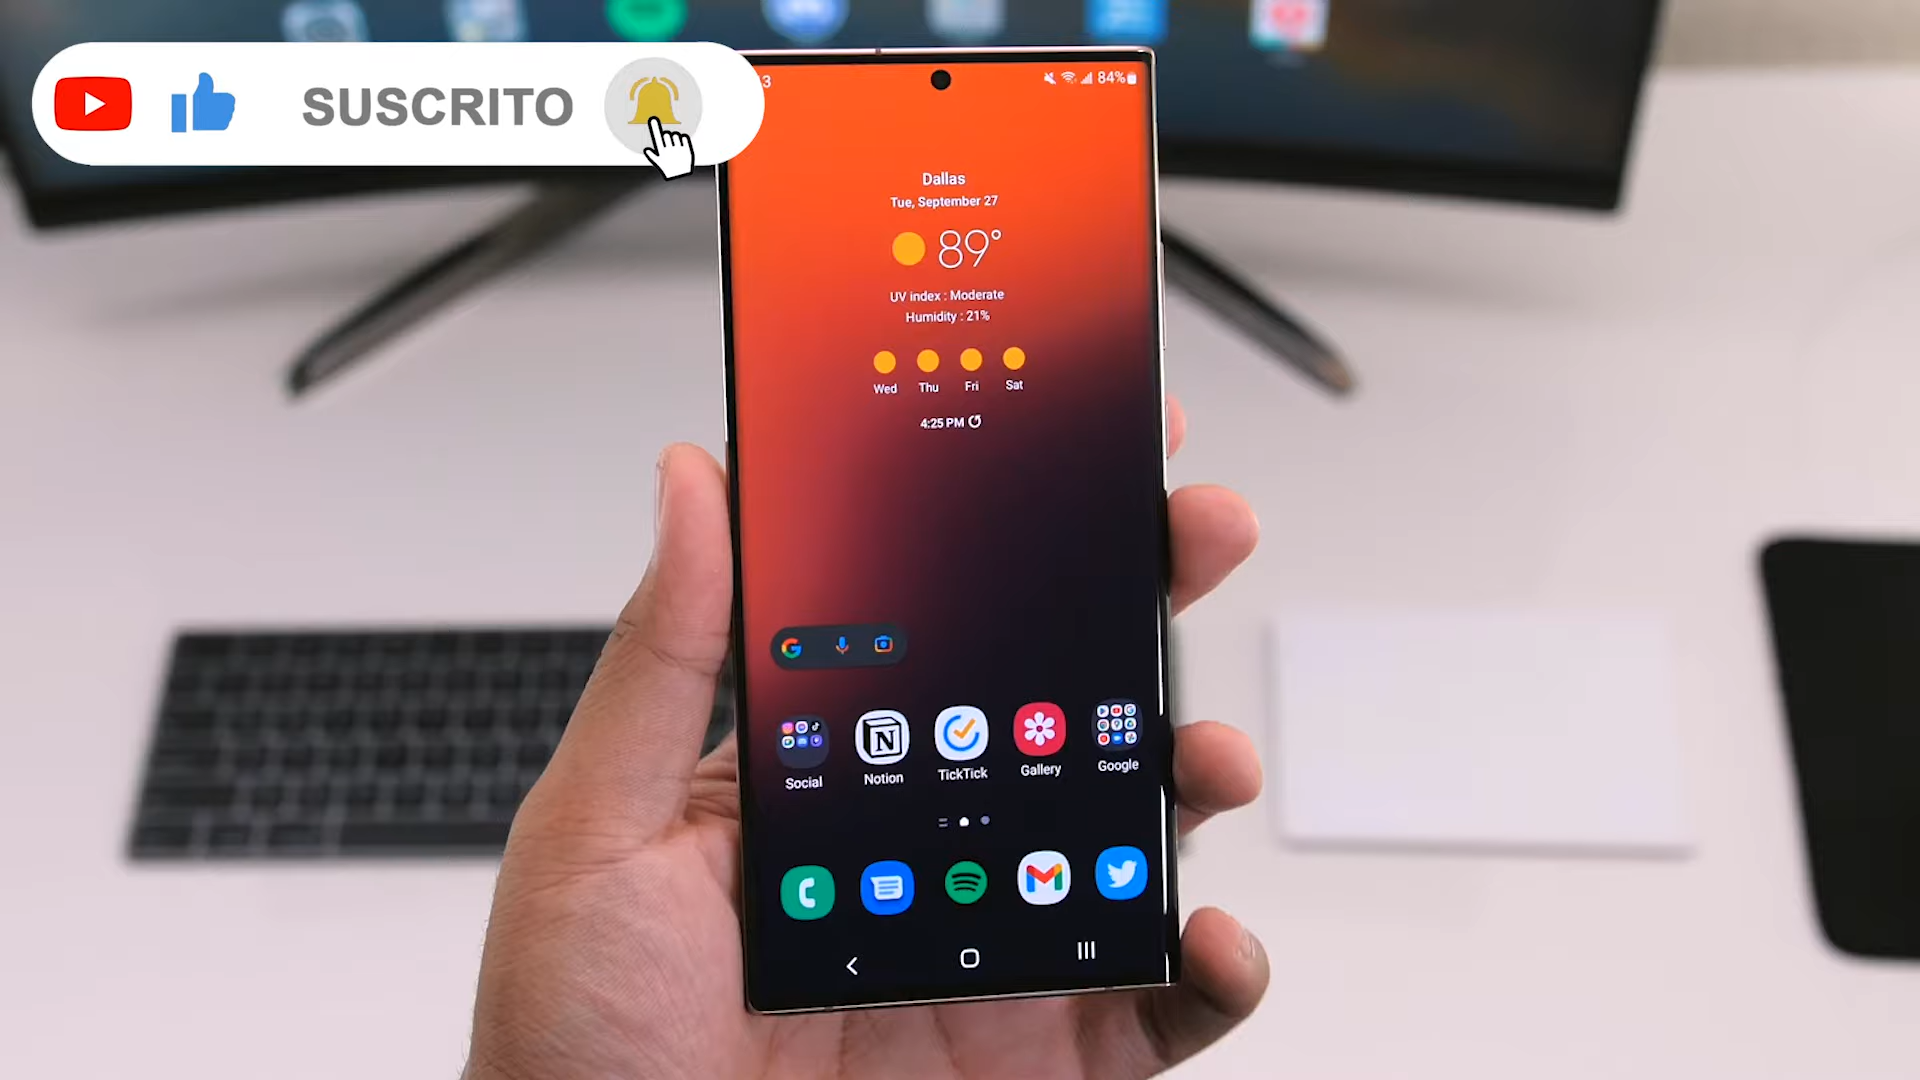 SUSCRITO
3
84%
Dallas
Tue, September 27
89°
UV index : Moderate
Humidity : 21%
Wed Thu Fri Sat
4:25 PM
Social Notion TickTick Gallery Google